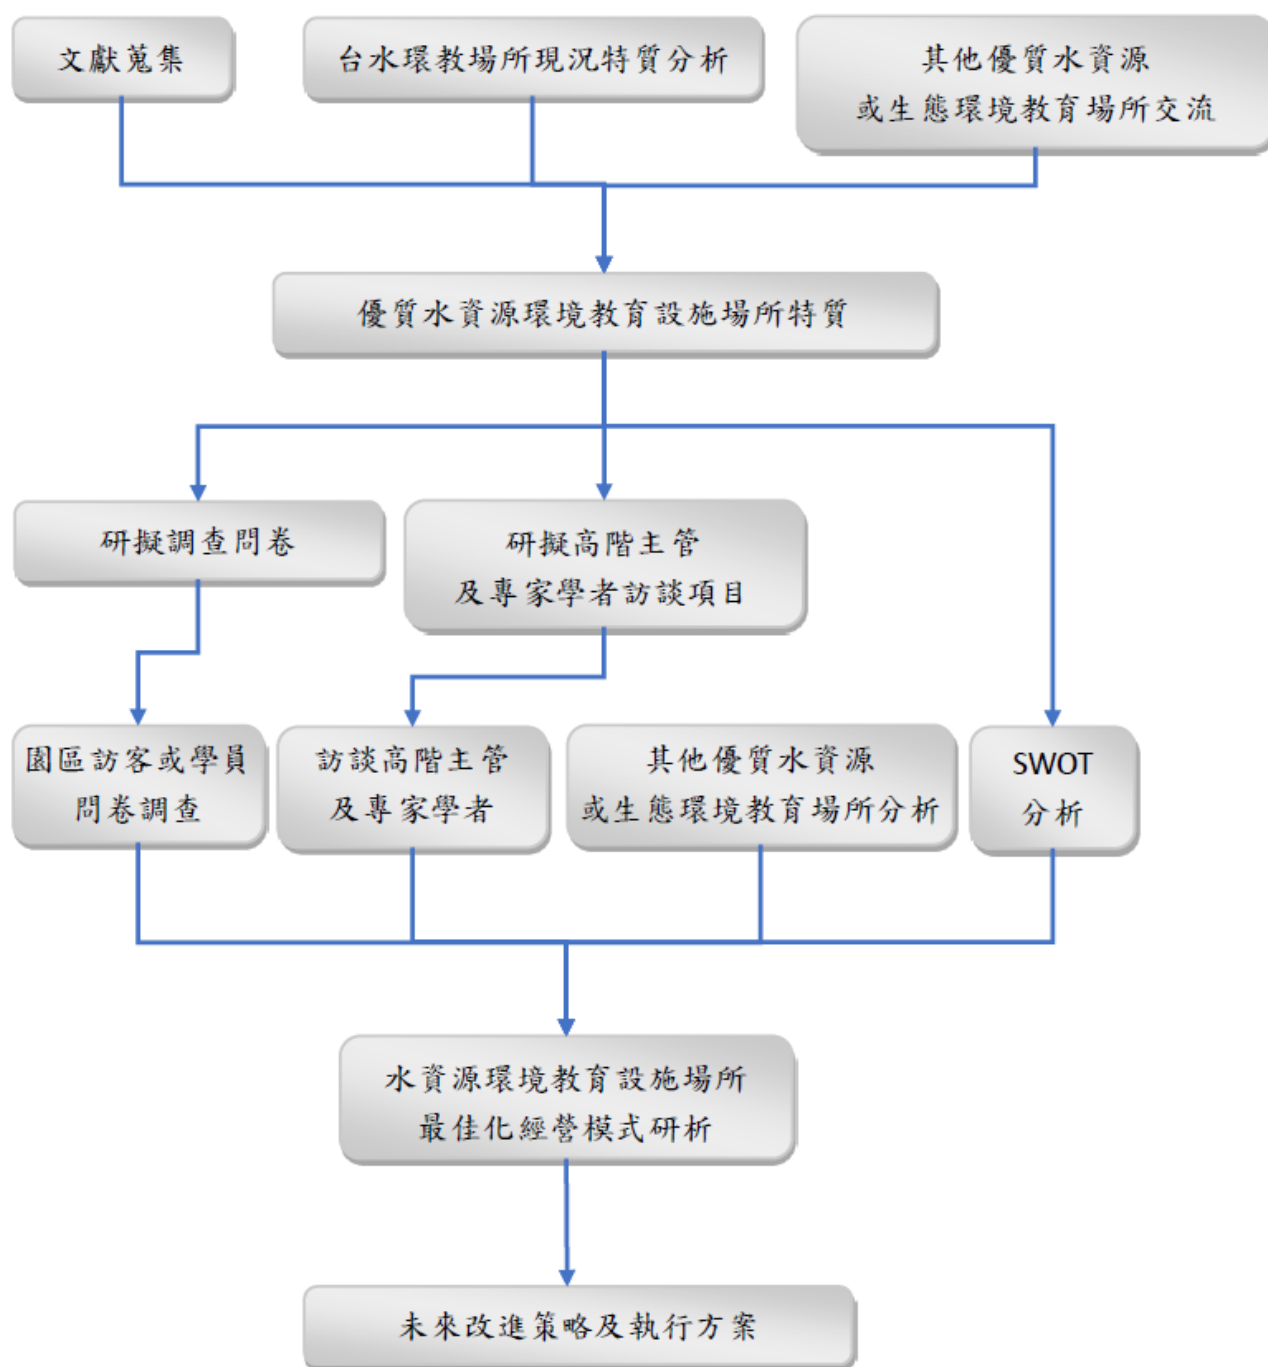 文獻蒐集
台水環教場所現況特質分析
其他優質水資源
或生態環境教育場所交流
優質水資源環境教育設施場所特質
研擬調查問卷
研擬高階主管
及專家學者訪談項目
園區訪客或學員
問卷調查
訪談高階主管
及專家學者
其他優質水資源
或生態環境教育場所分析
SWOT
分析
水資源環境教育設施場所
最佳化經營模式研析
未來改進策略及執行方案